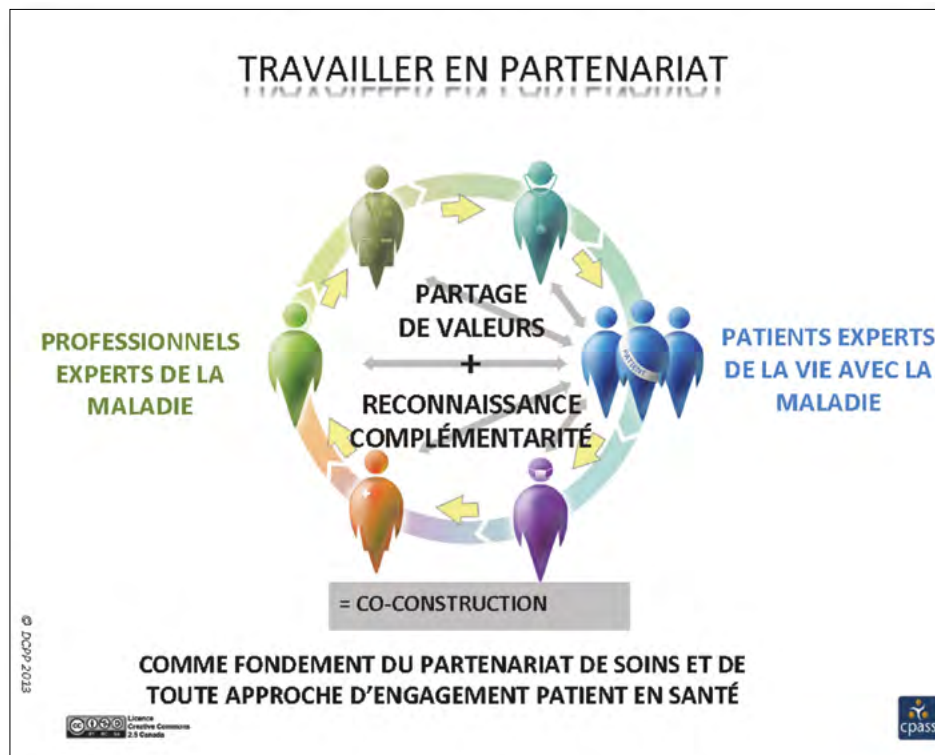 TRAVAILLER EN PARTENARIAT
PARTAGE
DE VALEURS
+
RECONNAISSANCE
COMPLÉMENTARITÉ
PROFESSIONNELS
EXPERTS DE LA
MALADIE
PATIENTS EXPERTS
DE LA VIE AVEC LA
MALADIE
PATIENT
= CO-CONSTRUCTION
COMME FONDEMENT DU PARTENARIAT DE SOINS ET DE
TOUTE APPROCHE D’ENGAGEMENT PATIENT EN SANTÉ
© DCPP 2013
Licence
Creative Commons
2.5 Canada
cpass